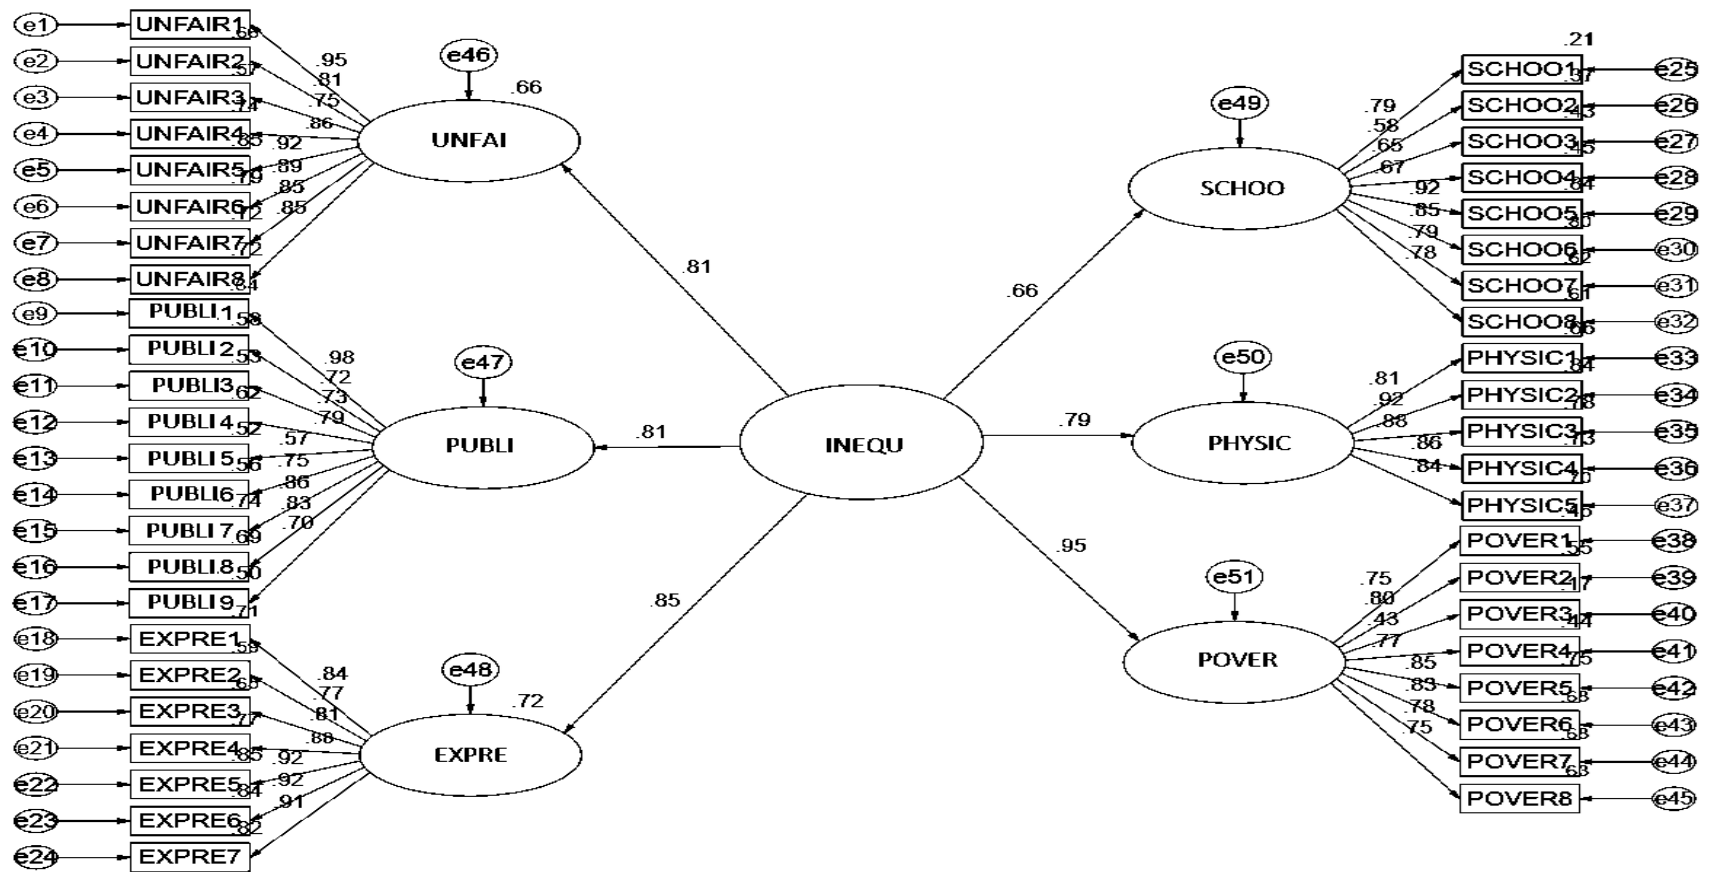 e1 UNFAIR1
.66
e2 UNFAIR2
.57
e3 UNFAIR3
.74
e4 UNFAIR4
.85
e5 UNFAIR5
.79
e6 UNFAIR6
.72
e7 UNFAIR7
.72
e8 UNFAIR8
.95
.81
.75
.86
.92
.89
.85
.85
e46
.66
UNFAI
e9 PUBLI1
.58
e10 PUBLI2
.53
e11 PUBLI3
.62
e12 PUBLI4
.52
e13 PUBLI5
.56
e14 PUBLI6
.74
e15 PUBLI7
.69
e16 PUBLI8
.50
e17 PUBLI9
.71
.98
.72
.73
.79
.57
.75
.86
.83
.70
e47
PUBLI
e18 EXPRE1
.59
e19 EXPRE2
.65
e20 EXPRE3
.77
e21 EXPRE4
.85
e22 EXPRE5
.84
e23 EXPRE6
.82
e24 EXPRE7
.84
.77
.81
.88
.92
.92
.91
e48
.72
EXPRE
INEQU
.81
.81
.85
.66
.79
.95
e49
SCHOO
.79
.58
.65
.67
.92
.85
.79
.78
.21
SCHOO1 e25
.37
SCHOO2 e26
.43
SCHOO3 e27
.45
SCHOO4 e28
.84
SCHOO5 e29
.80
SCHOO6 e30
.62
SCHOO7 e31
.61
SCHOO8 e32
.66
e50
PHYSIC
.81
.92
.88
.86
.84
PHYSIC1 e33
.84
PHYSIC2 e34
.78
PHYSIC3 e35
.73
PHYSIC4 e36
.70
PHYSIC5 e37
.45
e51
POVER
.75
.80
.43
.77
.85
.83
.78
.75
POVER1 e38
.55
POVER2 e39
.17
POVER3 e40
.44
POVER4 e41
.75
POVER5 e42
.68
POVER6 e43
.68
POVER7 e44
.63
POVER8 e45